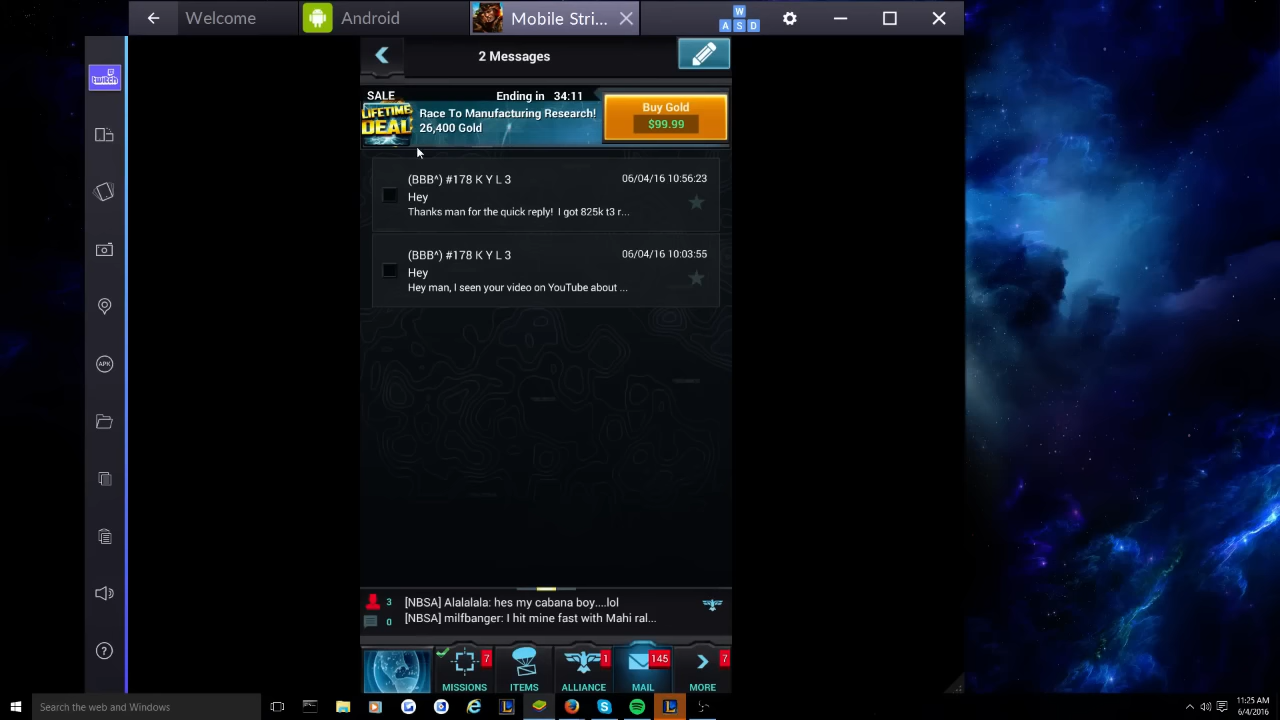 Welcome
Android
Mobile Stri...
W
A S D
twitch
2 Messages
SALE
Ending in 34:11
LIFETIME
DEAL!
Race To Manufacturing Research!
26,400 Gold
Buy Gold
$99.99
(BBB^) #178 K Y L 3
06/04/16 10:56:23
Hey
Thanks man for the quick reply! I got 825k t3 r...
(BBB^) #178 K Y L 3
06/04/16 10:03:55
Hey
Hey man, I seen your video on YouTube about ...
APK
3 [NBSA] Alalalala: hes my cabana boy....lol
0 [NBSA] milfbanger: I hit mine fast with Mahi ral...
7
1
145
7
MISSIONS
ITEMS
ALLIANCE
MAIL
MORE
Search the web and Windows
11:25 AM
6/4/2016